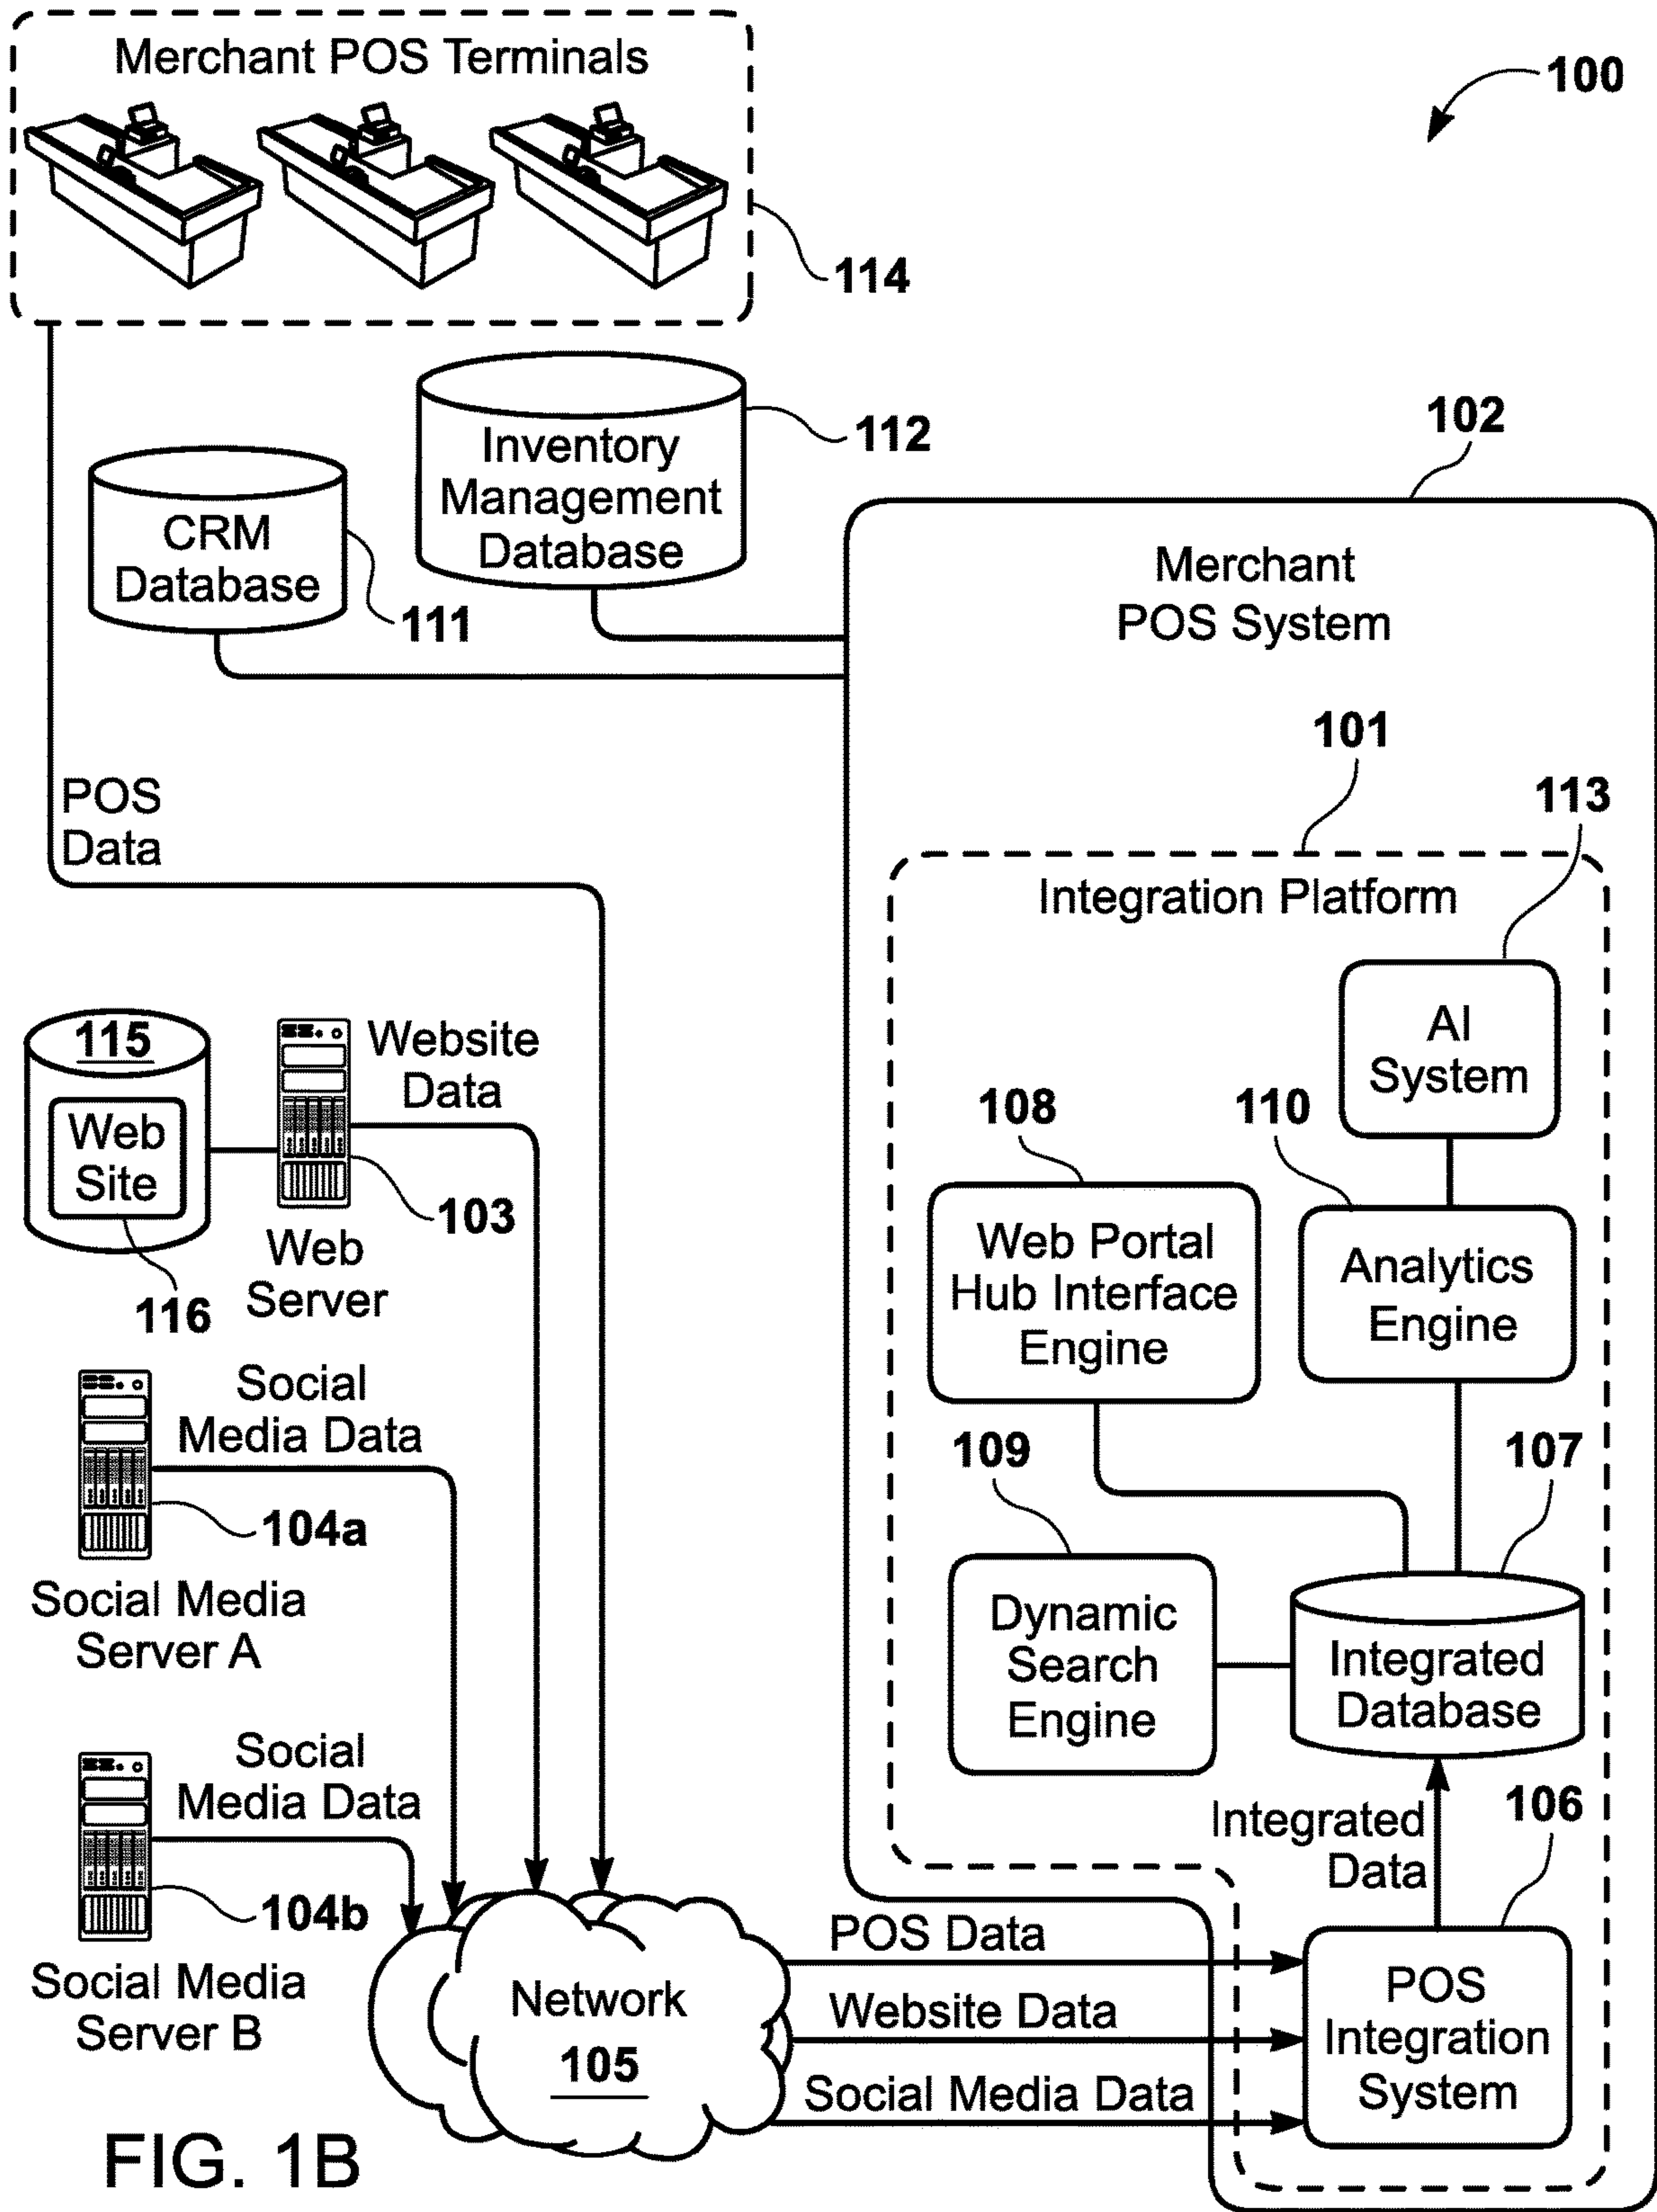 Merchant POS Terminals
100
114
Inventory
Management
Database
112
CRM
Database
111
102
Merchant
POS System
101
113
Integration Platform
POS
Data
AI
System
115
Web
Site
Website
Data
103
Web
Server
116
108
110
Web Portal
Hub Interface
Engine
Analytics
Engine
Social
Media Data
104a
Social Media
Server A
109
107
Dynamic
Search
Engine
Integrated
Database
Social
Media Data
104b
Social Media
Server B
Integrated
Data
106
Network
105
POS Data
Website Data
Social Media Data
POS
Integration
System
FIG. 1B